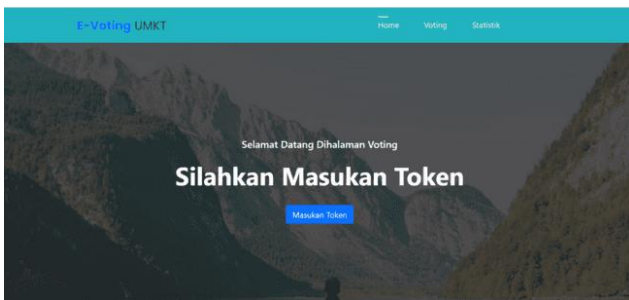 E-Voting UMKT
Home Voting Statistik
Selamat Datang Dihalaman Voting
Silahkan Masukan Token
Masukan Token